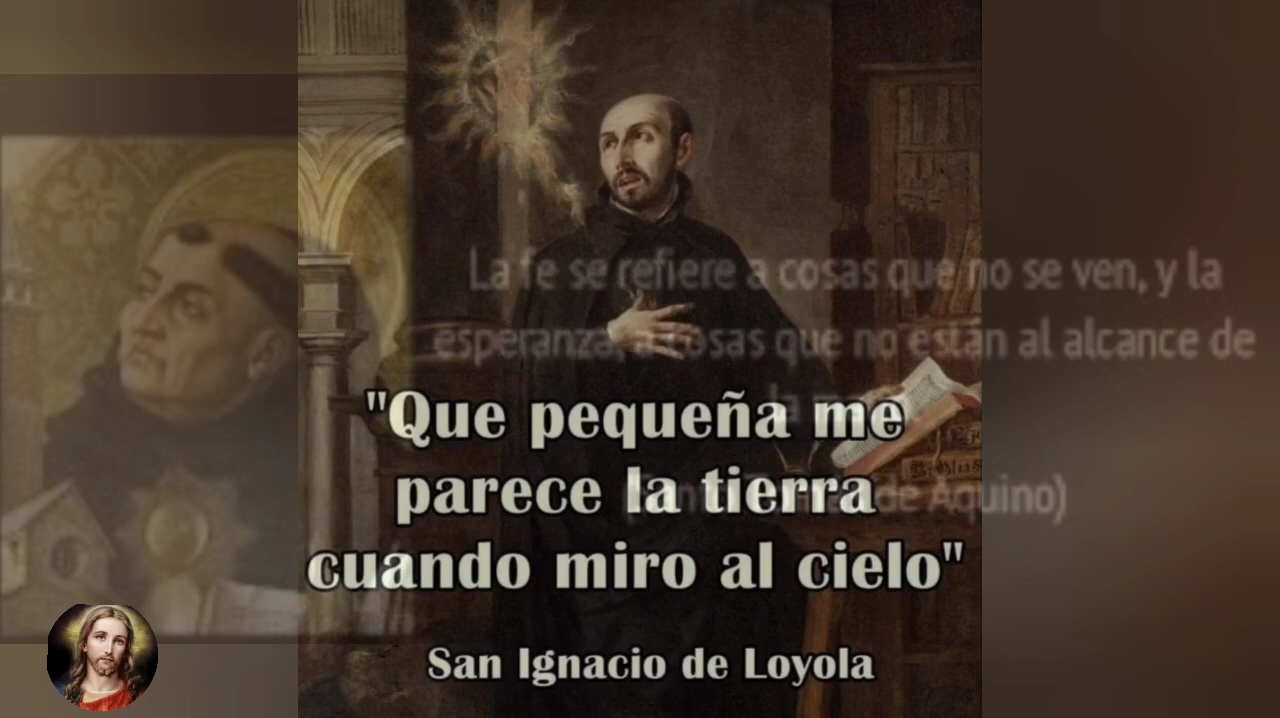 La fe se refiere a cosas que no se ven, y la
esperanza, a cosas que no están al alcance de
la
"Que pequeña me
parece la tierra
cuando miro al cielo"
de Aquino)
San Ignacio de Loyola